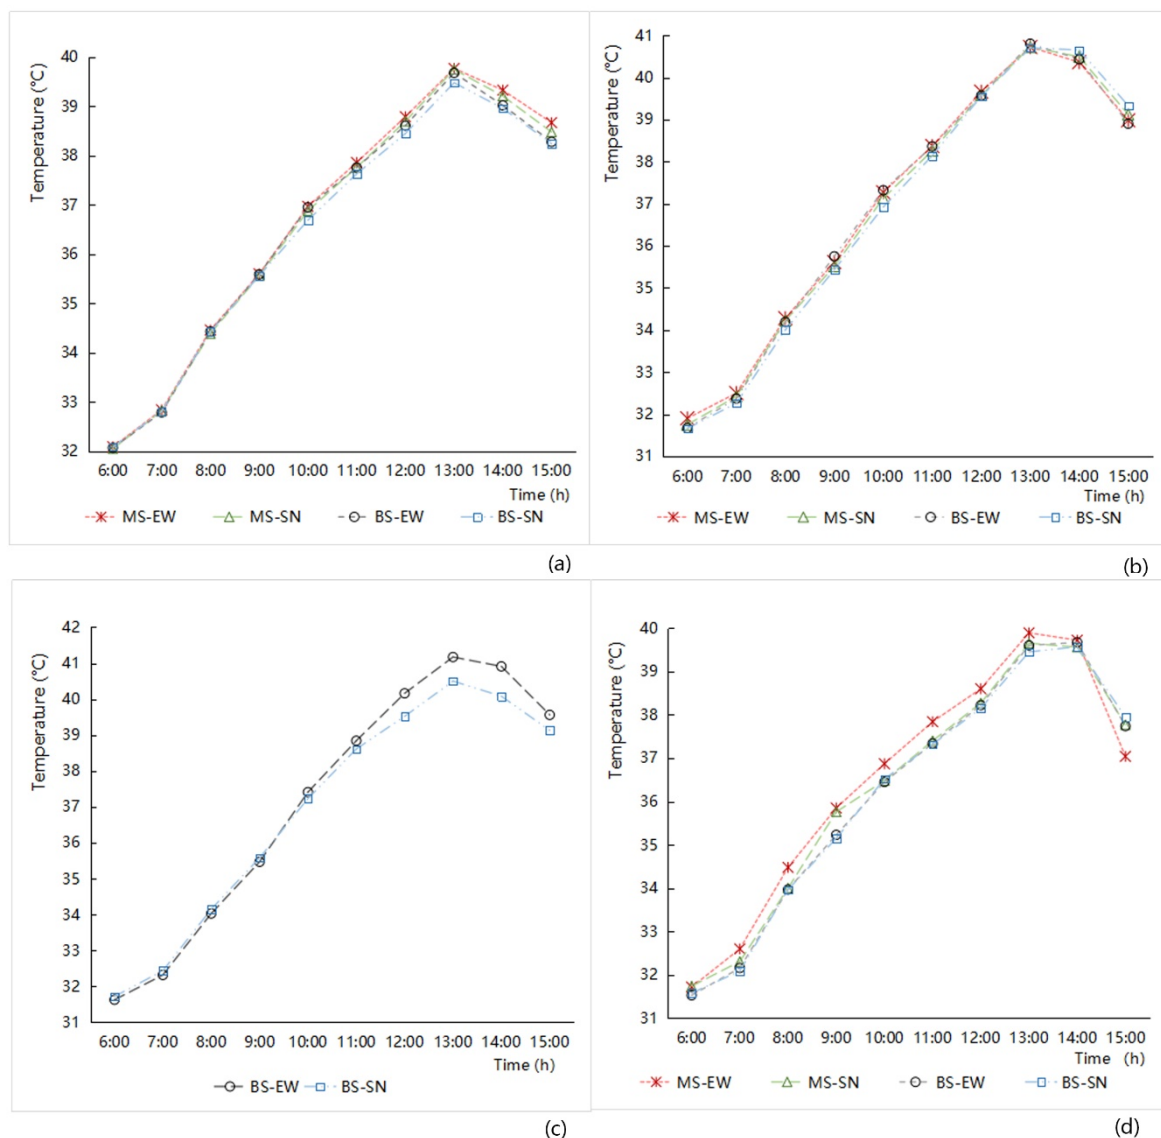 Temperature (℃)
40
39
38
37
36
35
34
33
32
6:00 7:00 8:00 9:00 10:00 11:00 12:00 13:00 14:00 15:00
Time (h)
MS-EW MS-SN BS-EW BS-SN
(a)
Temperature (℃)
41
40
39
38
37
36
35
34
33
32
31
6:00 7:00 8:00 9:00 10:00 11:00 12:00 13:00 14:00 15:00
Time (h)
MS-EW MS-SN BS-EW BS-SN
(b)
Temperature (℃)
42
41
40
39
38
37
36
35
34
33
32
31
6:00 7:00 8:00 9:00 10:00 11:00 12:00 13:00 14:00 15:00
Time (h)
BS-EW BS-SN
(c)
Temperature (℃)
40
39
38
37
36
35
34
33
32
31
6:00 7:00 8:00 9:00 10:00 11:00 12:00 13:00 14:00 15:00
Time (h)
MS-EW MS-SN BS-EW BS-SN
(d)